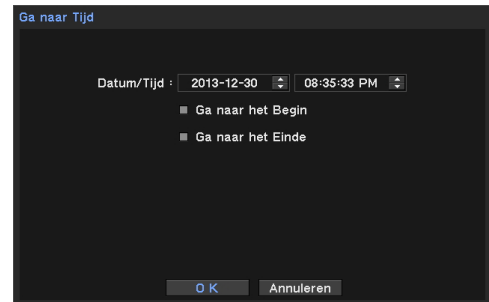 Ga naar Tijd
Datum/Tijd : 2013-12-30 08:35:33 PM
Ga naar het Begin
Ga naar het Einde
O K Annuleren